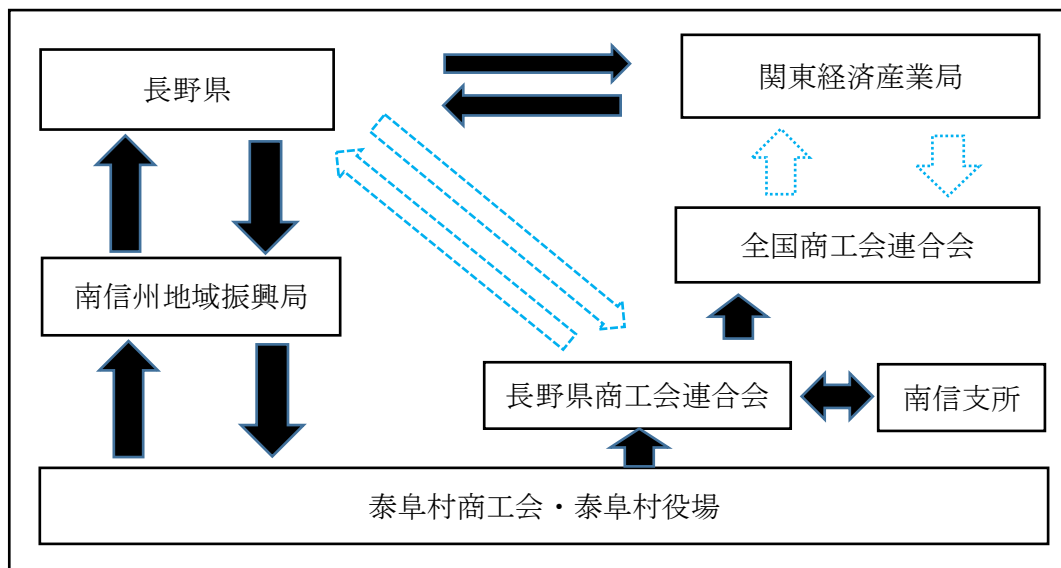 長野県
関東経済産業局
全国商工会連合会
南信州地域振興局
長野県商工会連合会
南信支所
泰阜村商工会・泰阜村役場